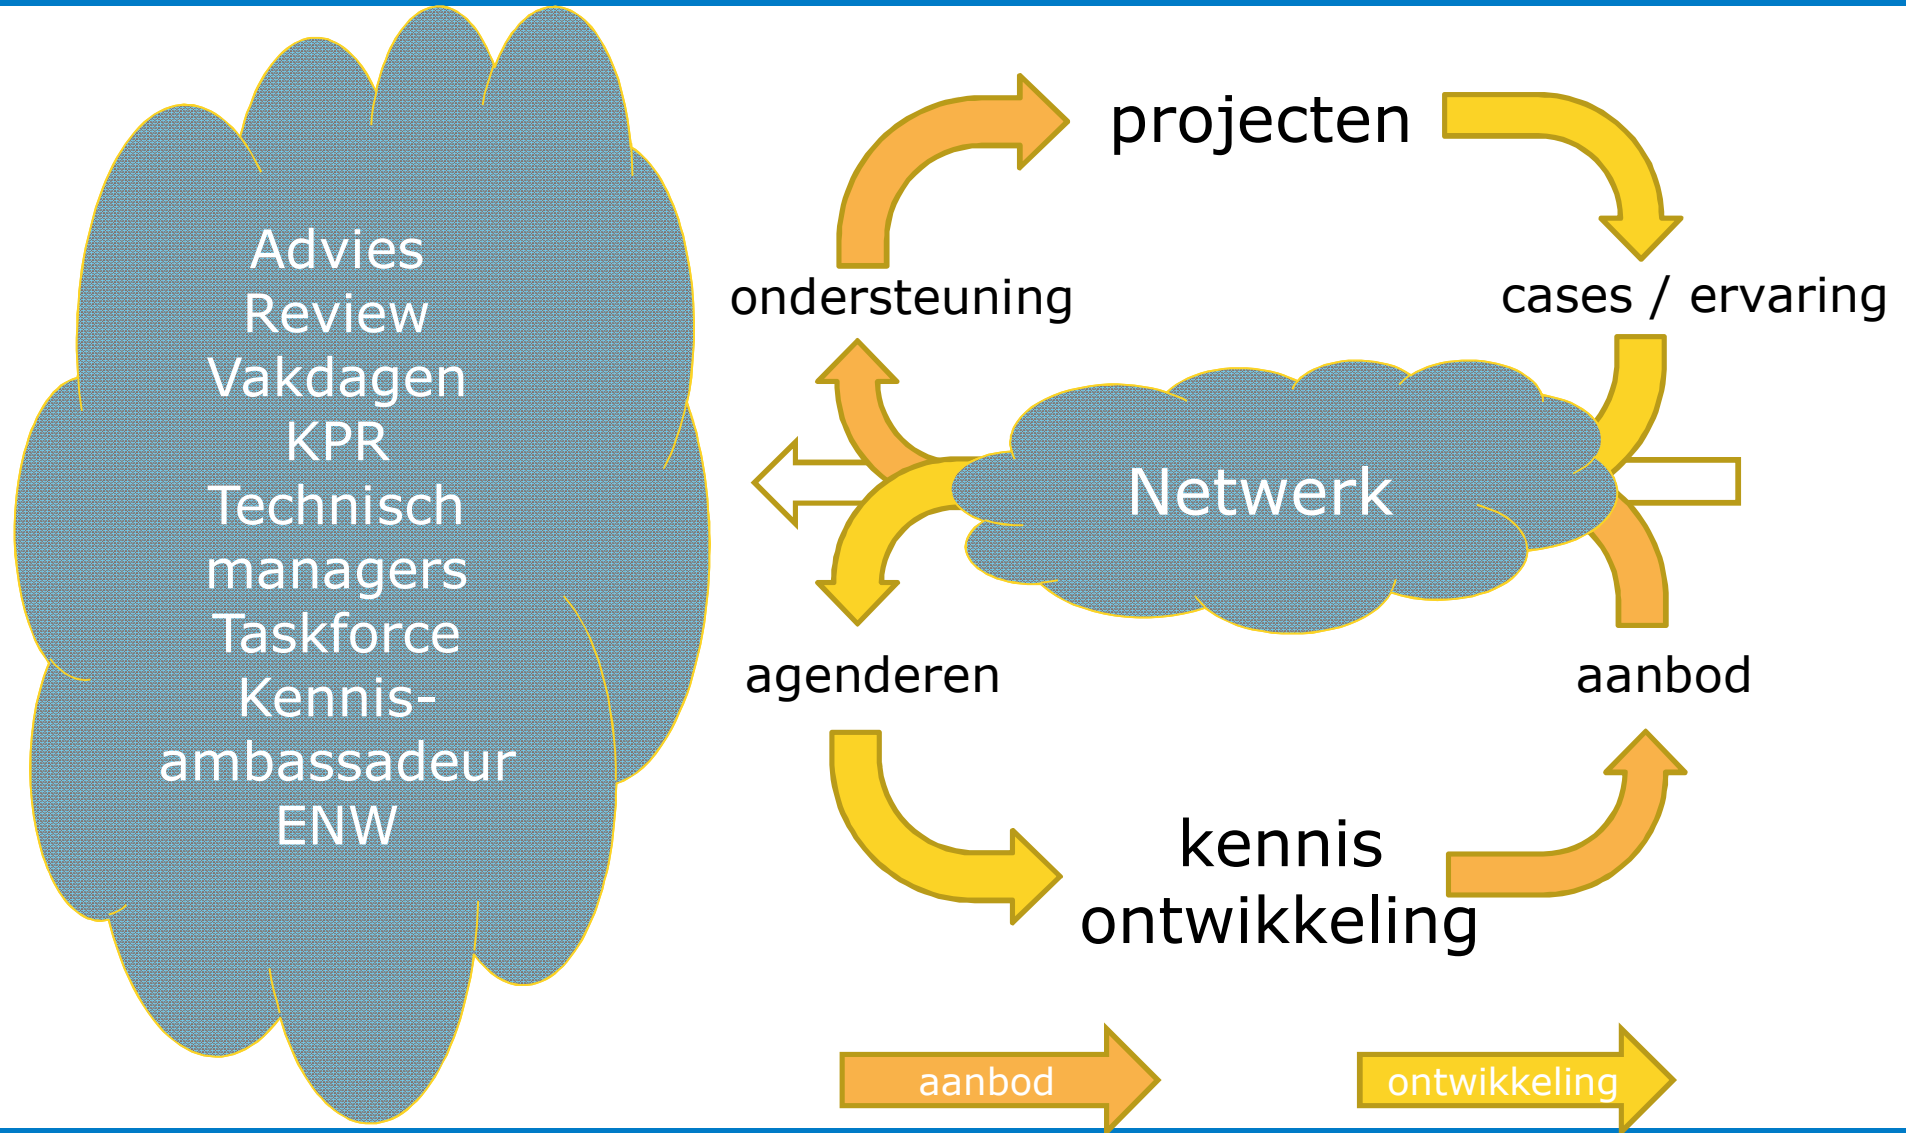 Advies
Review
Vakdagen
KPR
Technisch
managers
Taskforce
Kennis-
ambassadeur
ENW
projecten
ondersteuning
cases / ervaring
Netwerk
agenderen
aanbod
kennis
ontwikkeling
aanbod
ontwikkeling